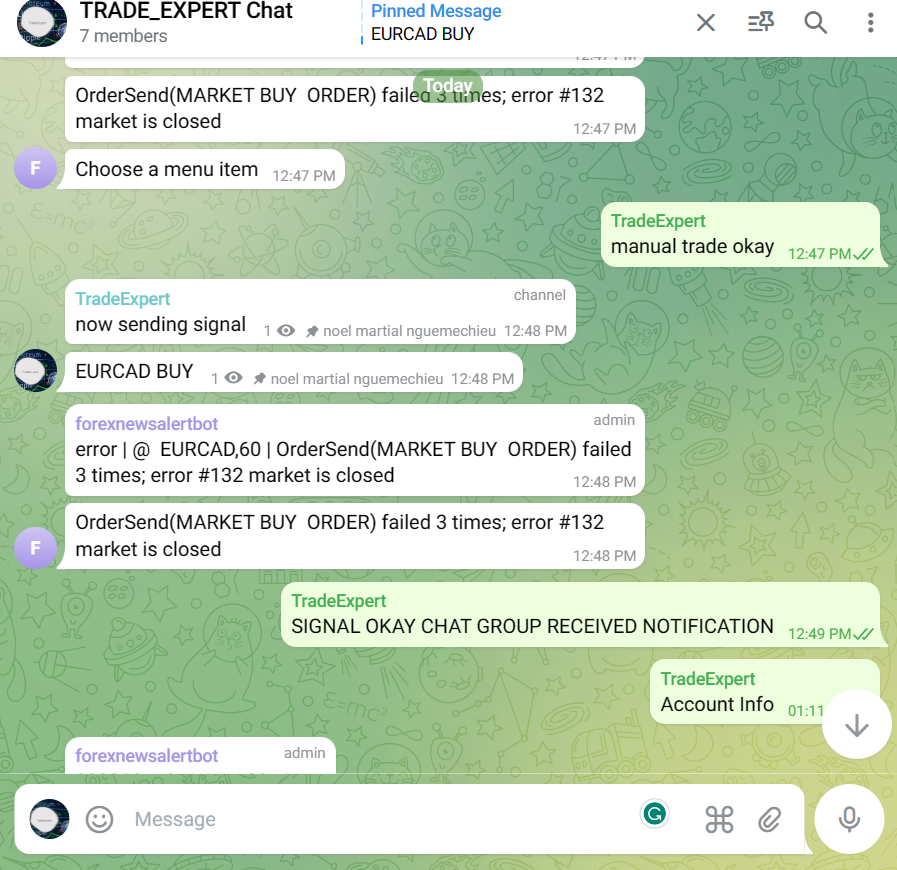 TRADE_EXPERT Chat
7 members
Pinned Message
EURCAD BUY
12:47 PM
Today
OrderSend(MARKET BUY  ORDER) failed 3 times; error #132
market is closed
12:47 PM
F
Choose a menu item 12:47 PM
TradeExpert
manual trade okay 12:47 PM
TradeExpert channel
now sending signal 1 noel martial nguemechieu 12:48 PM
EURCAD BUY 1 noel martial nguemechieu 12:48 PM
forexnewsalertbot admin
error | @  EURCAD,60 | OrderSend(MARKET BUY  ORDER) failed
3 times; error #132 market is closed
12:48 PM
OrderSend(MARKET BUY  ORDER) failed 3 times; error #132
market is closed
12:48 PM
F
TradeExpert
SIGNAL OKAY CHAT GROUP RECEIVED NOTIFICATION 12:49 PM
TradeExpert
Account Info 01:11
forexnewsalertbot admin
Message